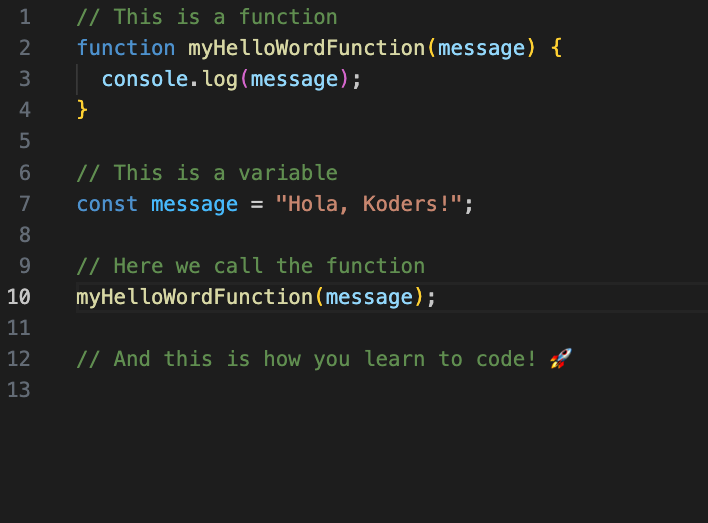 1 // This is a function
2 function myHelloWordFunction(message) {
3   console.log(message);
4 }
5
6 // This is a variable
7 const message = "Hola, Koders!";
8
9 // Here we call the function
10 myHelloWordFunction(message);
11
12 // And this is how you learn to code! 🚀
13